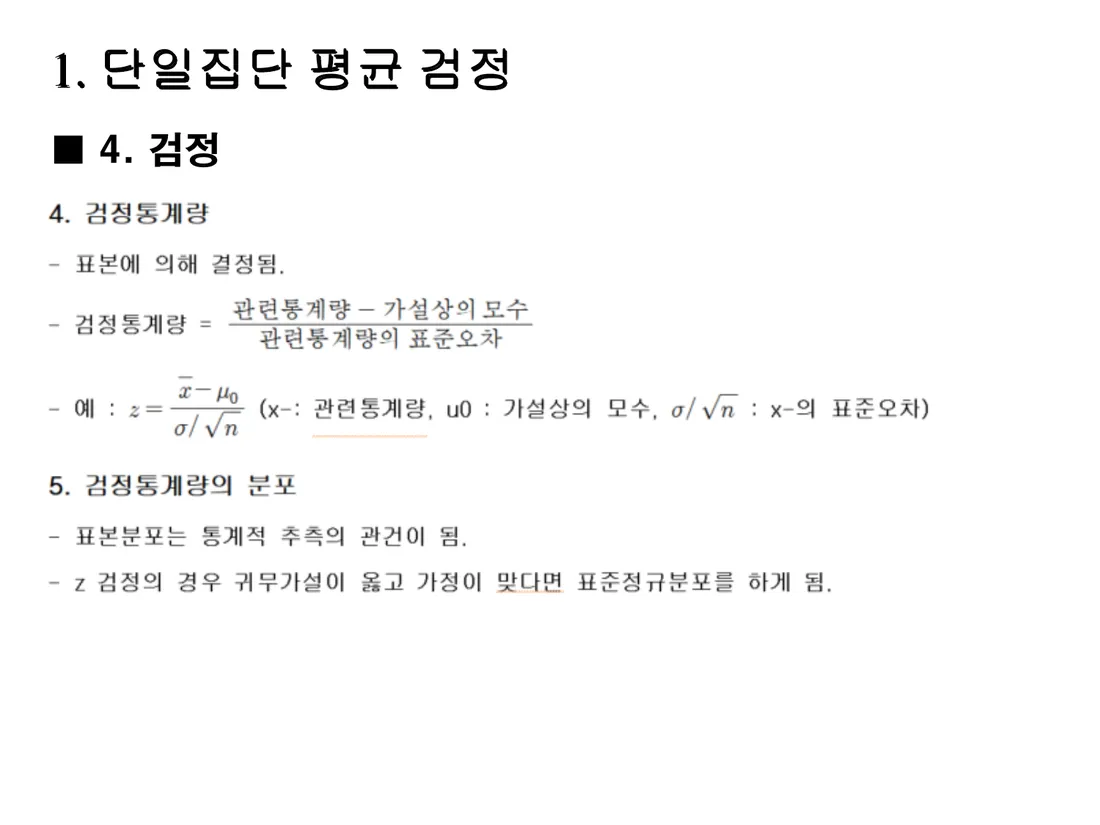 1. 단일집단 평균 검정
■ 4. 검정
4. 검정통계량
- 표본에 의해 결정됨.
- 검정통계량 = (관련통계량 − 가설상의 모수) / (관련통계량의 표준오차)
- 예 : z = (x̄ − μ₀) / (σ/√n) (x-: 관련통계량, u0 : 가설상의 모수, σ/√n : x-의 표준오차)
5. 검정통계량의 분포
- 표본분포는 통계적 추측의 관건이 됨.
- z 검정의 경우 귀무가설이 옳고 가정이 맞다면 표준정규분포를 하게 됨.